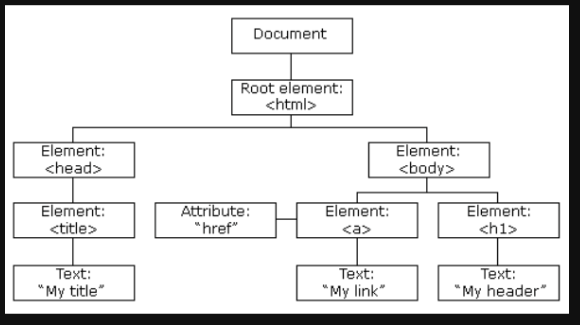 Document
Root element:
<html>
Element:
<head>
Element:
<body>
Element:
<title>
Attribute:
“href”
Element:
<a>
Element:
<h1>
Text:
“My title”
Text:
“My link”
Text:
“My header”